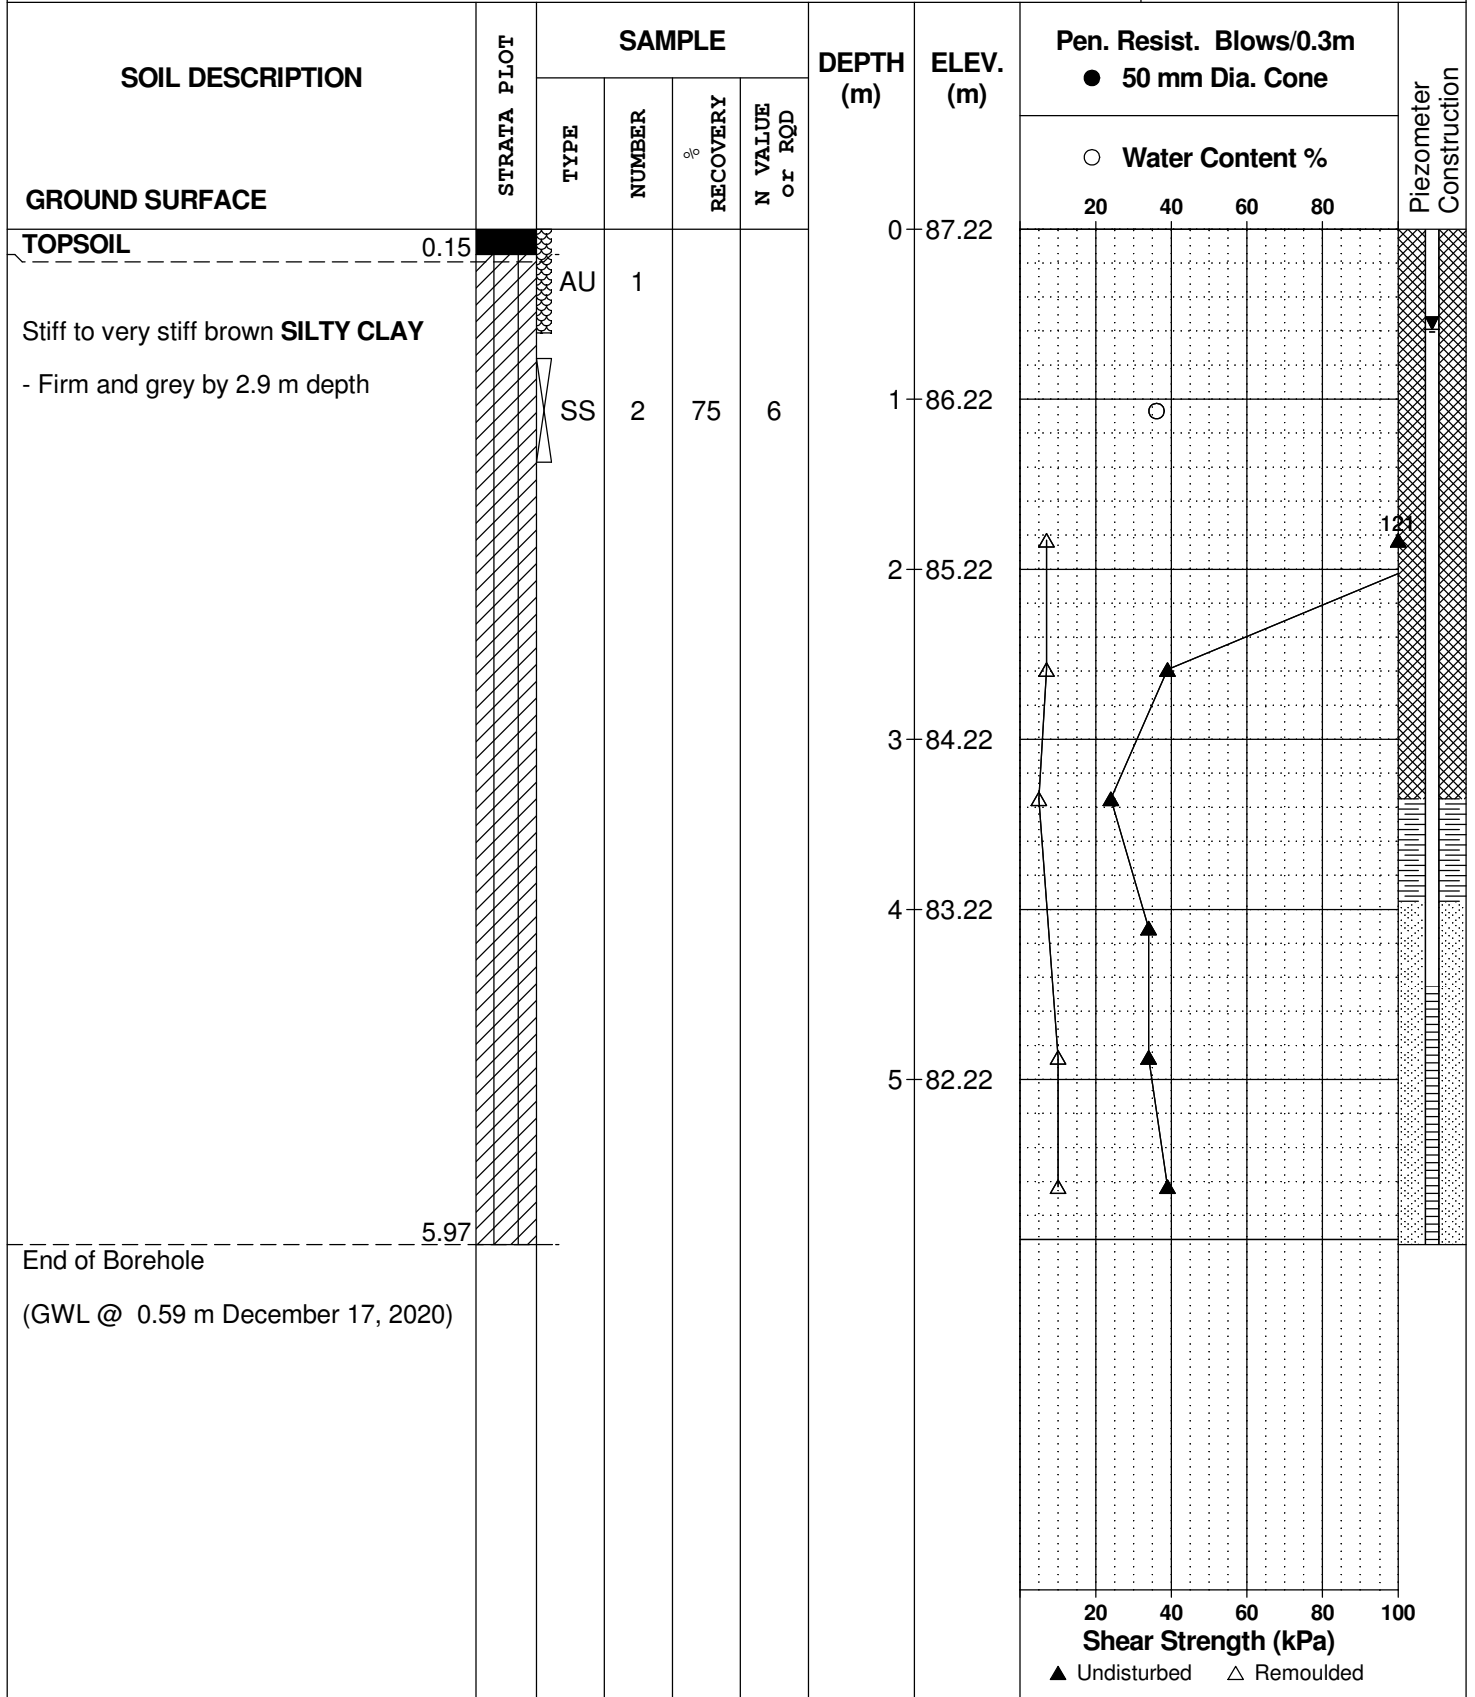 SOIL DESCRIPTION
GROUND SURFACE
STRATA PLOT
SAMPLE
TYPE
NUMBER
% RECOVERY
N VALUE or RQD
DEPTH (m)
ELEV. (m)
Pen. Resist. Blows/0.3m
● 50 mm Dia. Cone
○ Water Content %
20 40 60 80
Piezometer Construction
TOPSOIL 0.15
0 87.22
AU 1
Stiff to very stiff brown SILTY CLAY
- Firm and grey by 2.9 m depth
SS 2 75 6
1 86.22
121
2 85.22
3 84.22
4 83.22
5 82.22
5.97
End of Borehole
(GWL @ 0.59 m December 17, 2020)
20 40 60 80 100
Shear Strength (kPa)
▲ Undisturbed △ Remoulded